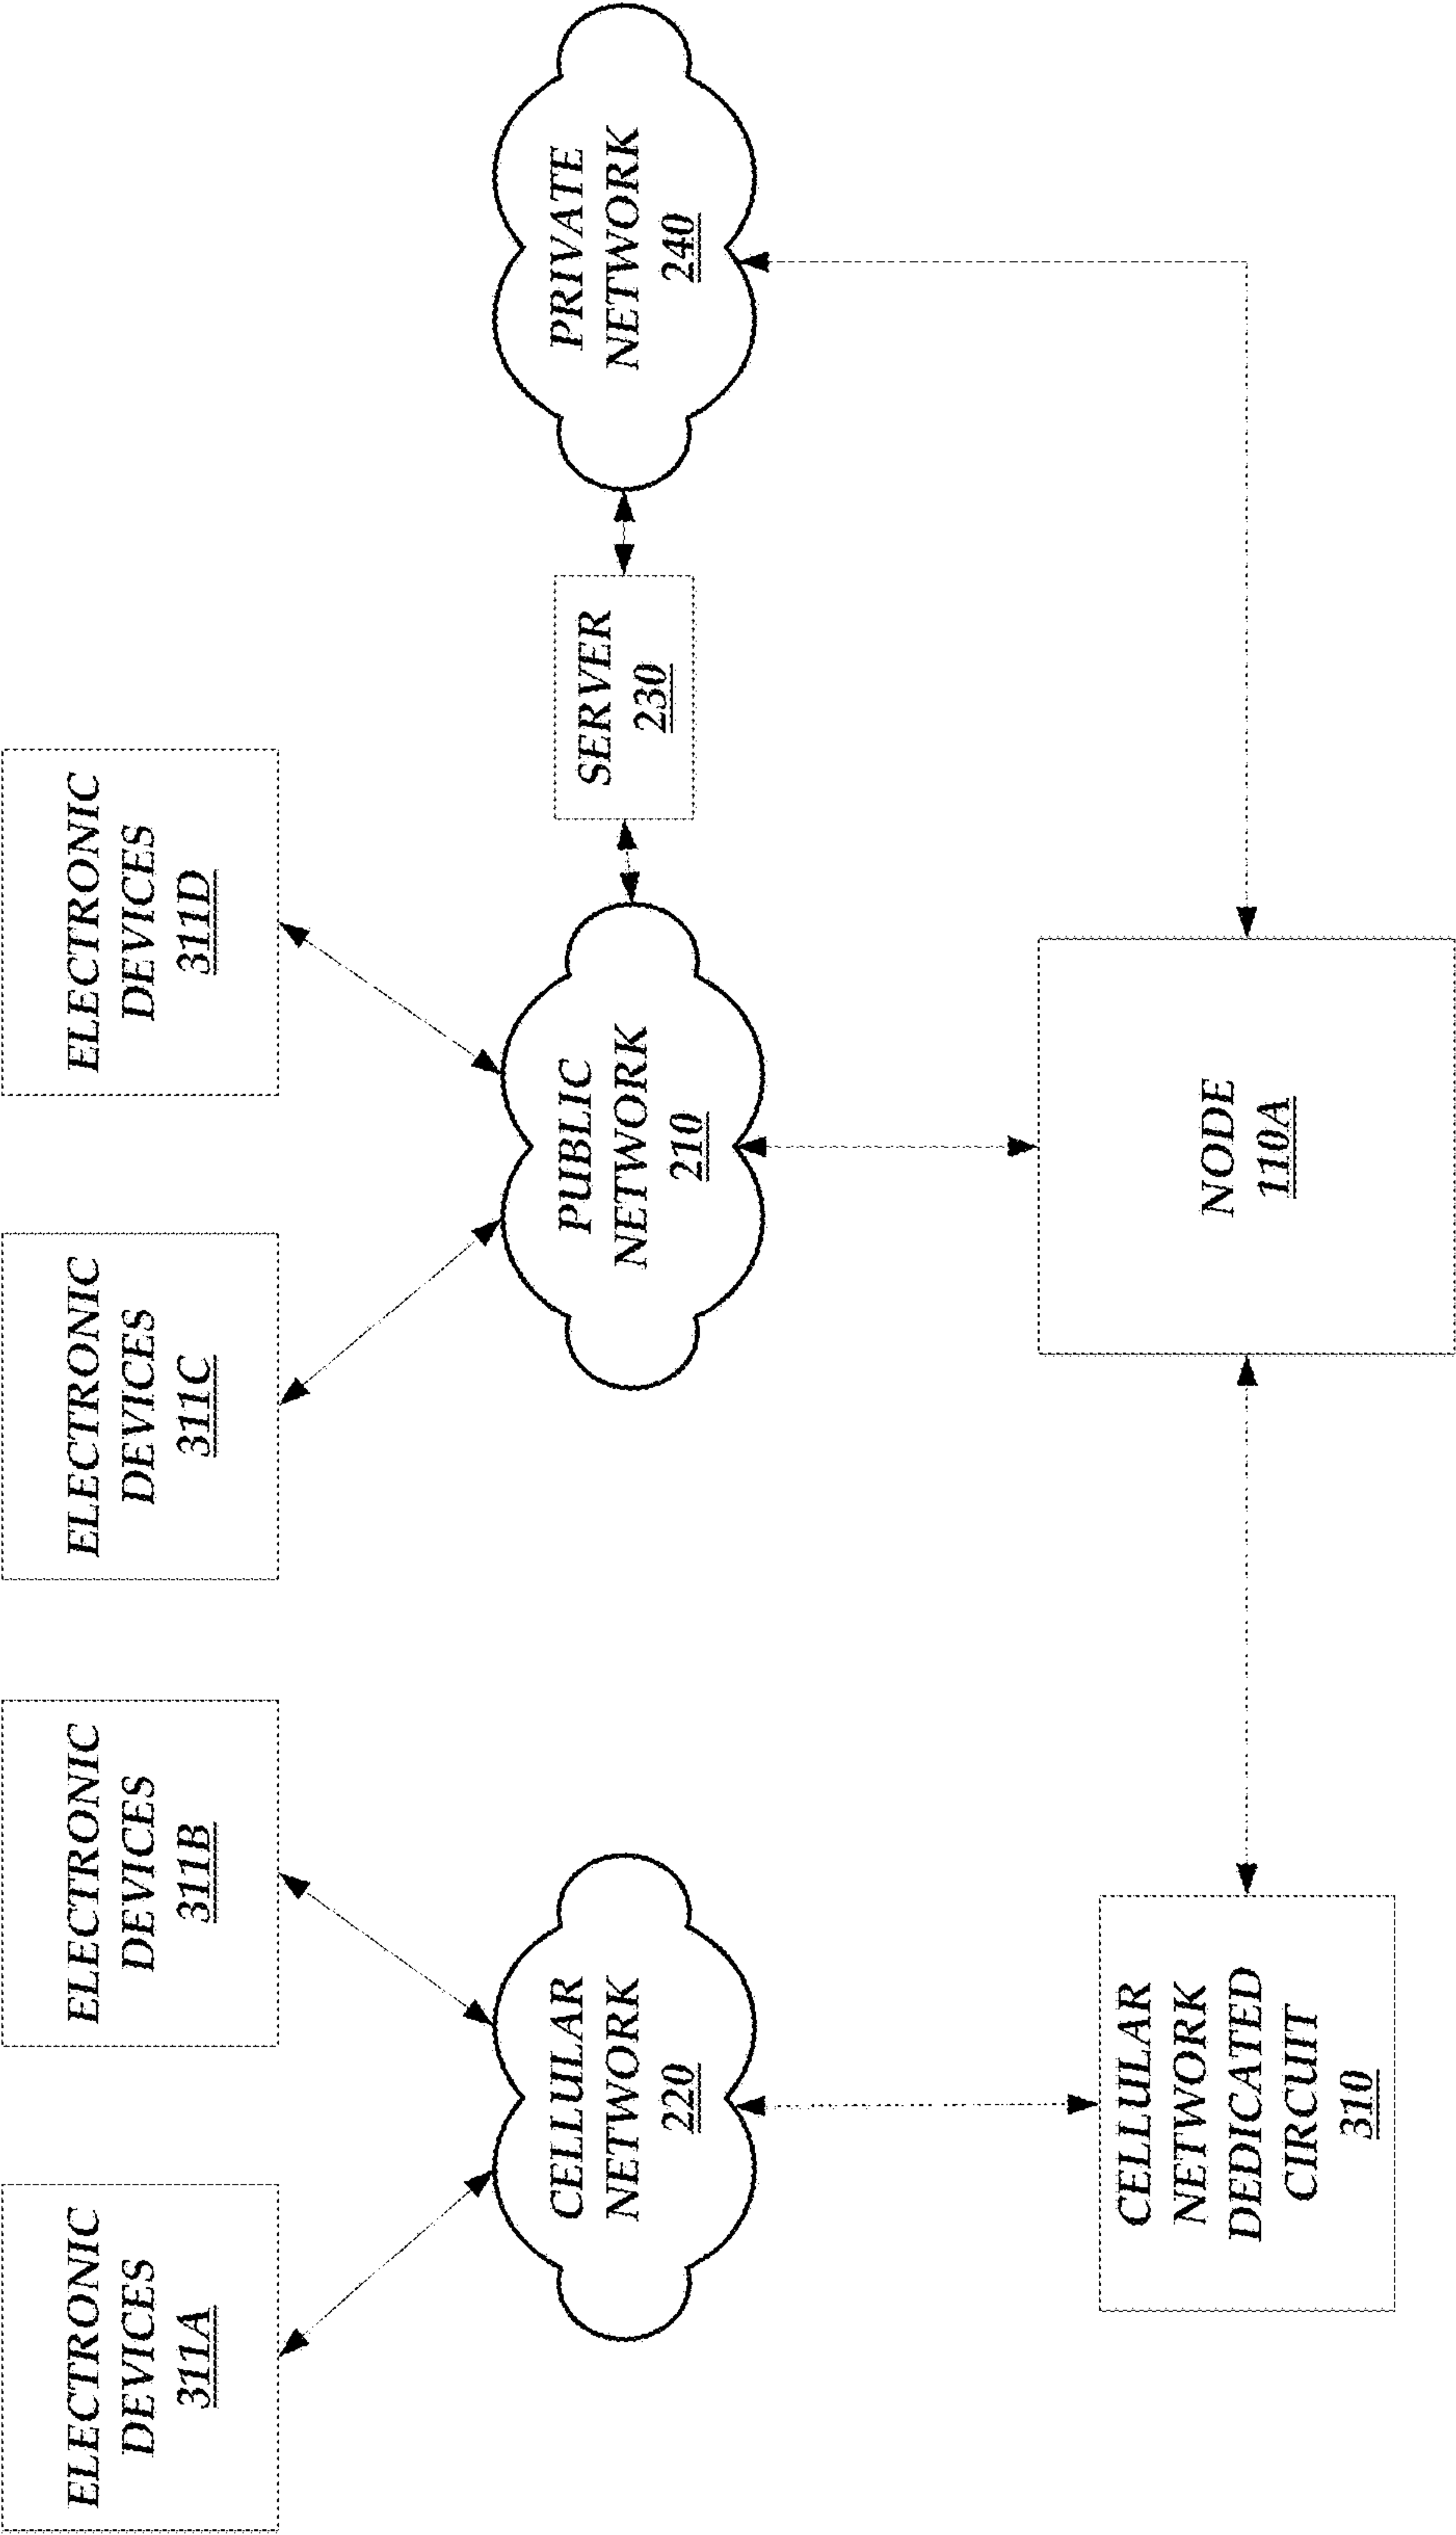 ELECTRONIC
DEVICES
311A
ELECTRONIC
DEVICES
311B
ELECTRONIC
DEVICES
311C
ELECTRONIC
DEVICES
311D
CELLULAR
NETWORK
220
PUBLIC
NETWORK
210
SERVER
230
PRIVATE
NETWORK
240
CELLULAR
NETWORK
DEDICATED
CIRCUIT
310
NODE
110A